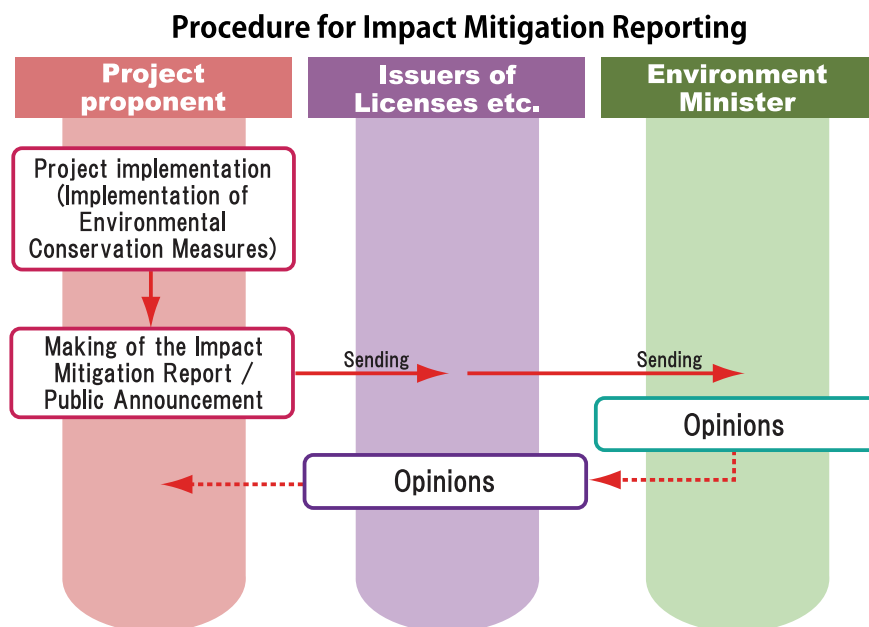 Procedure for Impact Mitigation Reporting
Project
proponent
Issuers of
Licenses etc.
Environment
Minister
Project implementation
(Implementation of
Environmental
Conservation Measures)
Making of the Impact
Mitigation Report /
Public Announcement
Sending
Sending
Opinions
Opinions